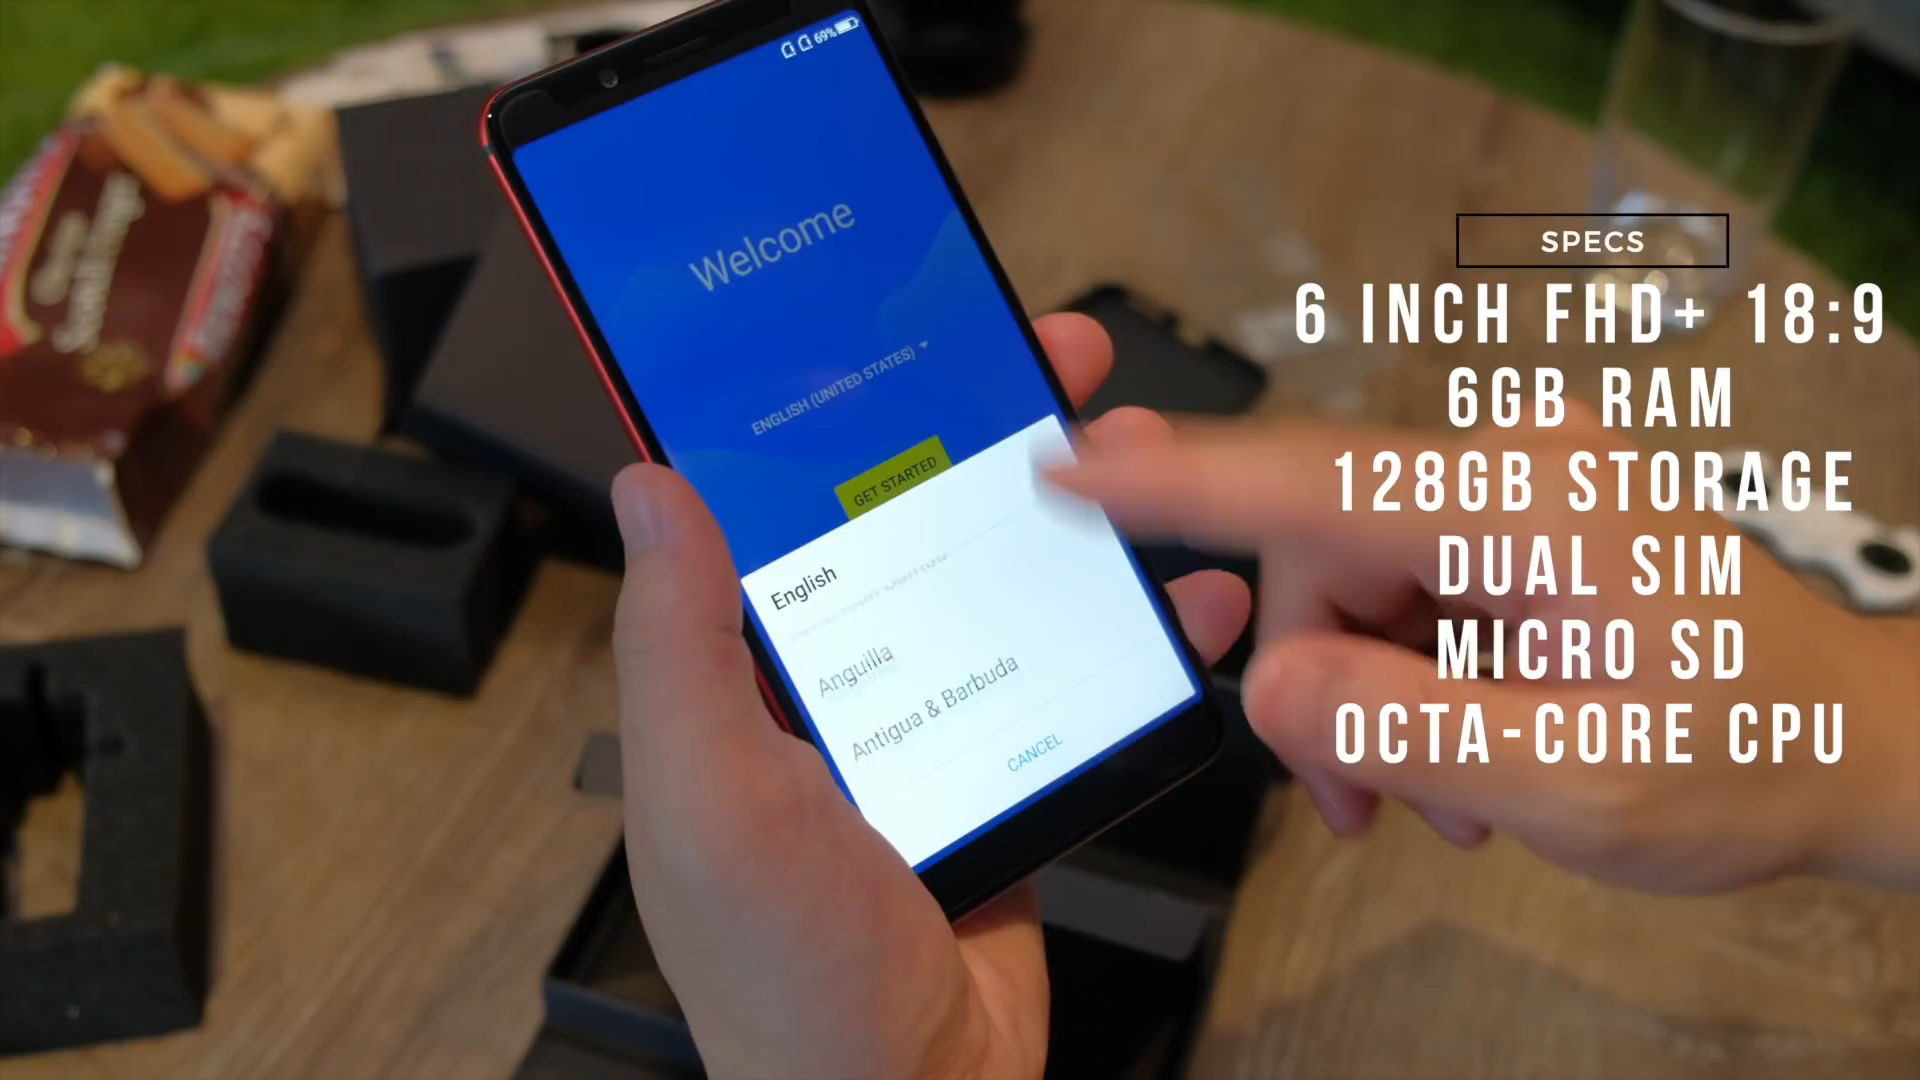 69%
Welcome
ENGLISH (UNITED STATES)
GET STARTED
English
Anguilla
Antigua & Barbuda
CANCEL
SPECS
6 INCH FHD+ 18:9
6GB RAM
128GB STORAGE
DUAL SIM
MICRO SD
OCTA-CORE CPU